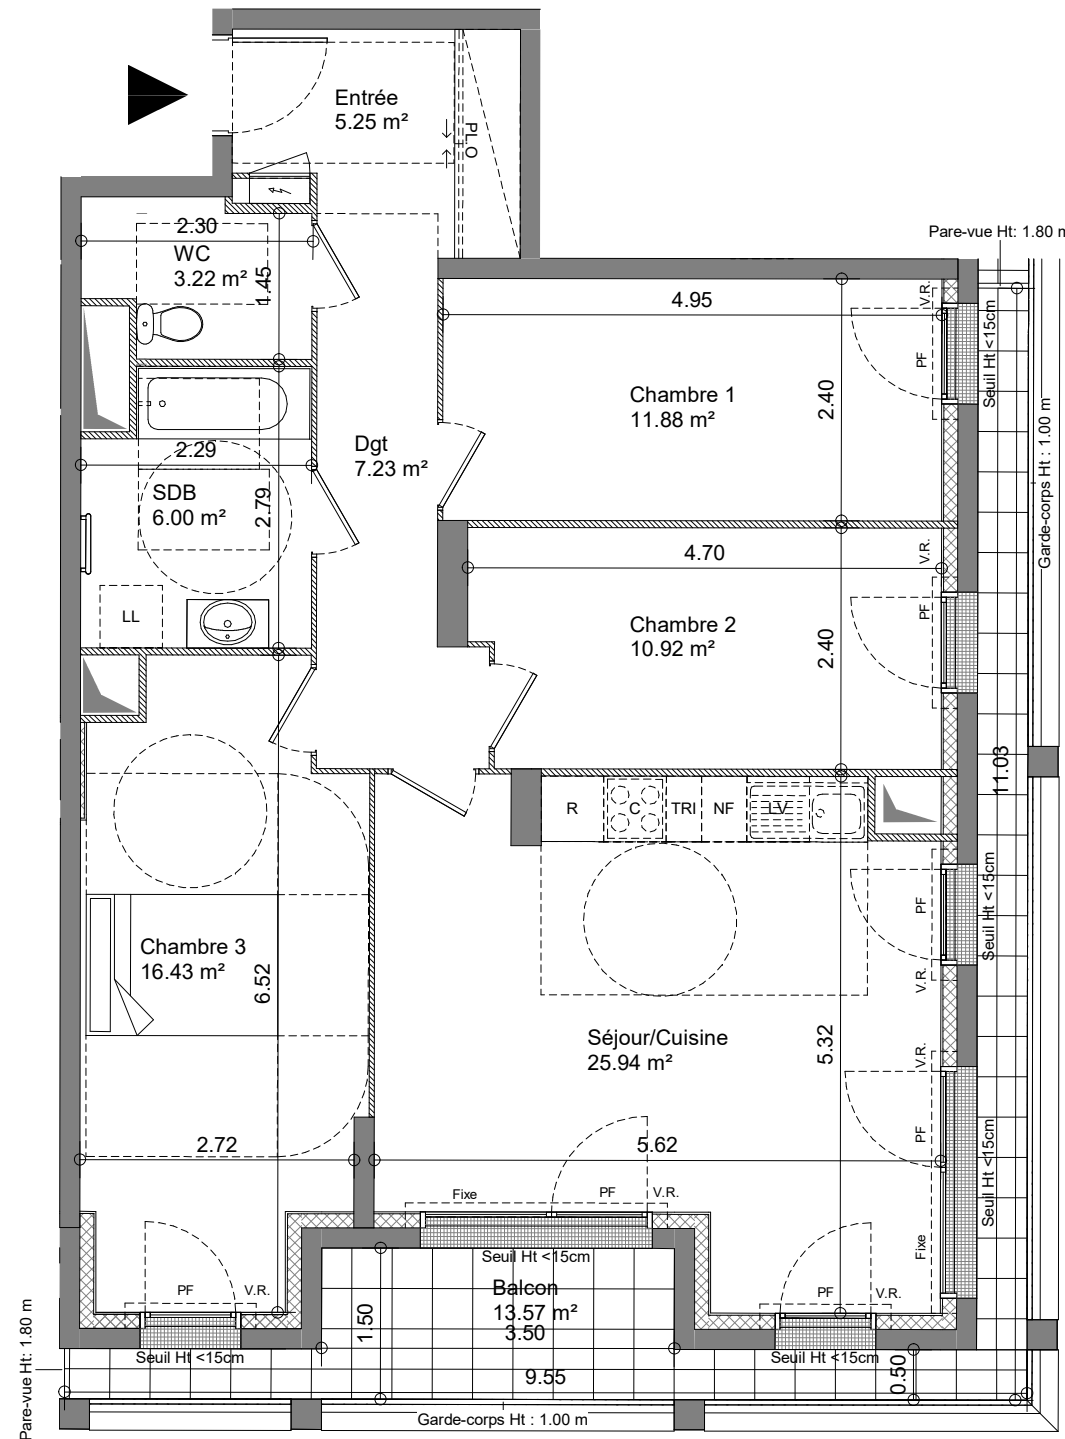 Entrée
5.25 m²
PL.O
Pare-vue Ht: 1.80 m
2.30
WC
3.22 m²
1.45
4.95
V.R.
PF
Seuil Ht <15cm
Chambre 1
11.88 m²
2.40
Garde-corps Ht : 1.00 m
Dgt
7.23 m²
2.29
SDB
6.00 m²
2.79
LL
4.70
V.R.
PF
Chambre 2
10.92 m²
2.40
11.03
R
C
TRI
NF
LV
PF
V.R.
Seuil Ht <15cm
Chambre 3
16.43 m²
6.52
Séjour/Cuisine
25.94 m²
5.32
V.R.
PF
Fixe
Seuil Ht <15cm
2.72
5.62
Fixe
PF
V.R.
Seuil Ht <15cm
Balcon
13.57 m²
3.50
1.50
PF
V.R.
PF
V.R.
Seuil Ht <15cm
Seuil Ht <15cm
0.50
9.55
Pare-vue Ht: 1.80 m
Garde-corps Ht : 1.00 m